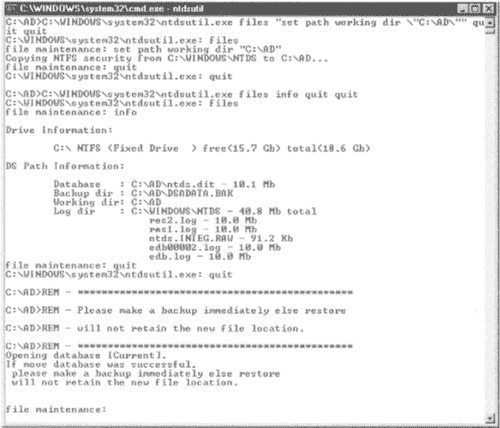 C:\WINDOWS\system32\cmd.exe - ntdsutil
C:\AD>C:\WINDOWS\system32\ntdsutil.exe files "set path working dir \"C:\AD\"" qu
it quit
C:\WINDOWS\system32\ntdsutil.exe: files
file maintenance: set path working dir "C:\AD"
Copying NTFS security from C:\WINDOWS\NTDS to C:\AD...
file maintenance: quit
C:\WINDOWS\system32\ntdsutil.exe: quit
C:\AD>C:\WINDOWS\system32\ntdsutil.exe files info quit quit
C:\WINDOWS\system32\ntdsutil.exe: files
file maintenance: info
Drive Information:
C:\ NTFS (Fixed Drive ) free(15.7 Gb) total(18.6 Gb)
DS Path Information:
Database : C:\AD\ntds.dit - 10.1 Mb
Backup dir : C:\AD\DSADATA.BAK
Working dir: C:\AD
Log dir : C:\WINDOWS\NTDS - 40.8 Mb total
res2.log - 10.0 Mb
res1.log - 10.0 Mb
ntds.INTEG.RAW - 91.2 Kb
edb00002.log - 10.0 Mb
edb.log - 10.0 Mb
file maintenance: quit
C:\WINDOWS\system32\ntdsutil.exe: quit
C:\AD>REM - *********************************************
C:\AD>REM - Please make a backup immediately else restore
C:\AD>REM - will not retain the new file location.
C:\AD>REM - *********************************************
Opening database [Current].
If move database was successful,
please make a backup immediately else restore
will not retain the new file location.
file maintenance: